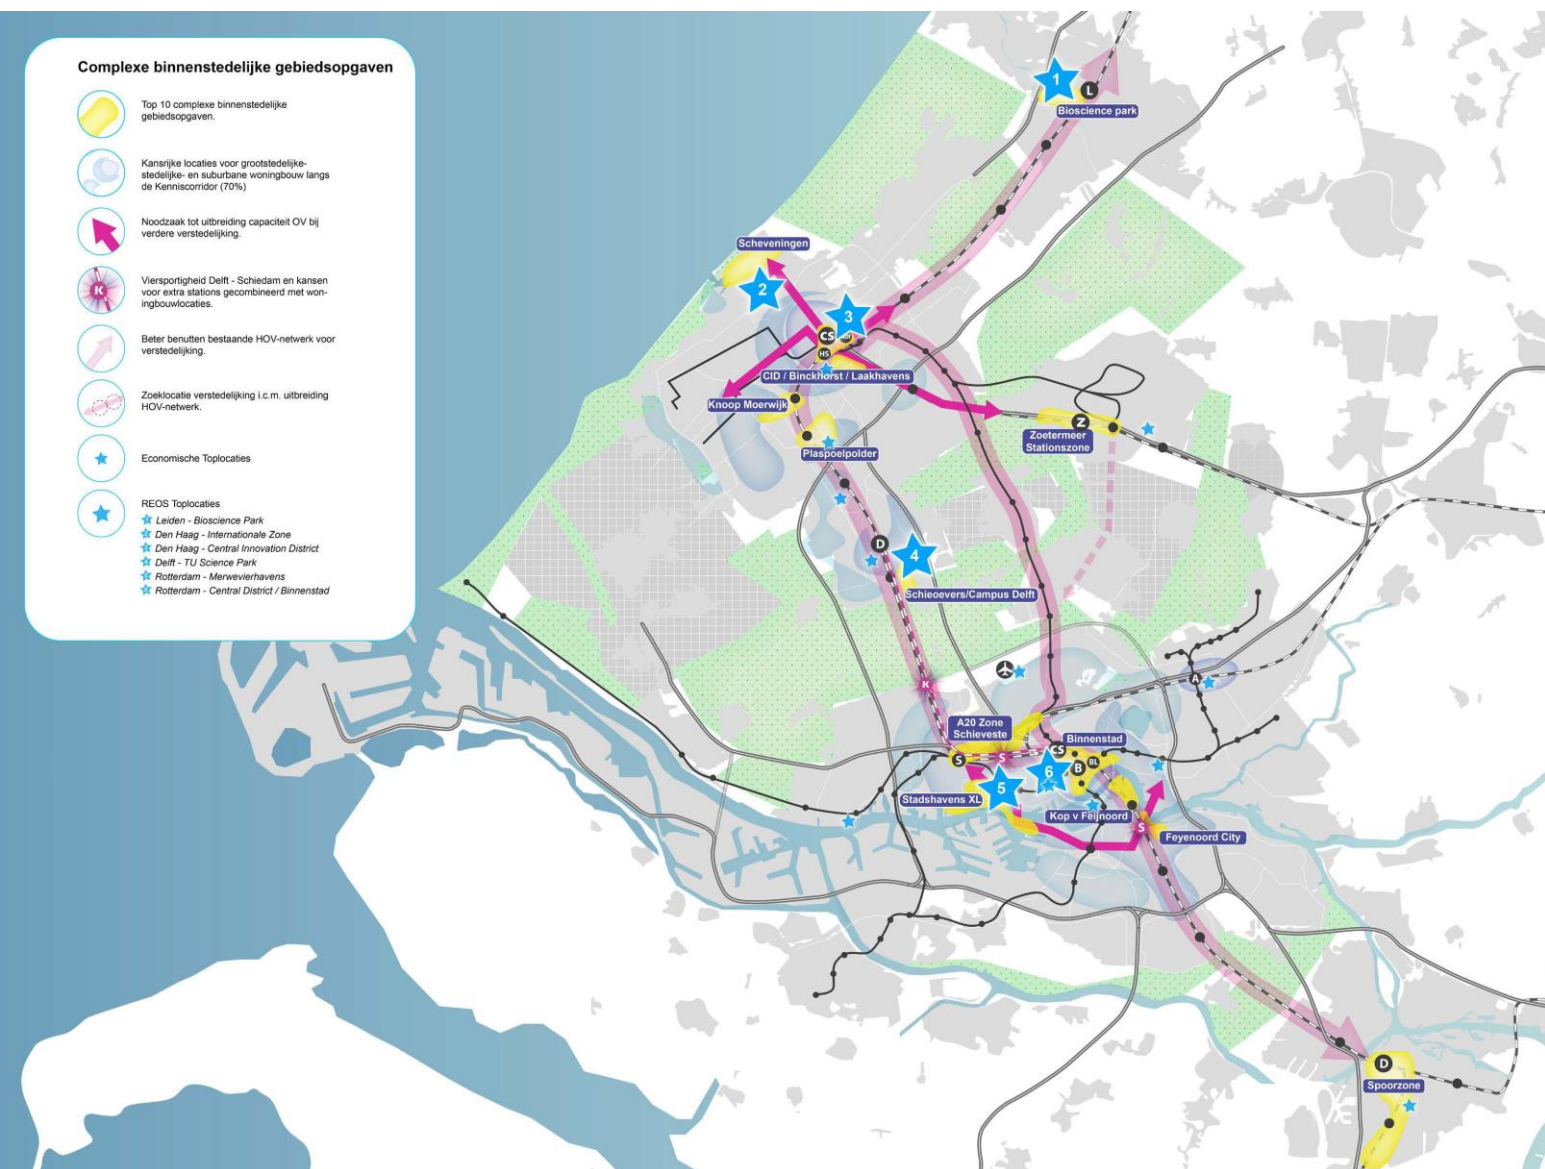 Complexe binnenstedelijke gebiedsopgaven
Top 10 complexe binnenstedelijke
gebiedsopgaven.
Kansrijke locaties voor grootstedelijke-
stedelijke- en suburbane woningbouw langs
de Kenniscorridor (70%)
Noodzaak tot uitbreiding capaciteit OV bij
verdere verstedelijking.
K
Viersportigheid Delft - Schiedam en kansen
voor extra stations gecombineerd met won-
ingbouwlocaties.
Beter benutten bestaande HOV-netwerk voor
verstedelijking.
Zoeklocatie verstedelijking i.c.m. uitbreiding
HOV-netwerk.
Economische Toplocaties
REOS Toplocaties
Leiden - Bioscience Park
Den Haag - Internationale Zone
Den Haag - Central Innovation District
Delft - TU Science Park
Rotterdam - Merwevierhavens
Rotterdam - Central District / Binnenstad
1
L
Bioscience park
Scheveningen
2
3
CS
HS
CID / Binckhorst / Laakhavens
Knoop Moerwijk
Plaspoelpolder
Z
Zoetermeer
Stationszone
D
4
Schieoevers/Campus Delft
K
A
A20 Zone
Schieveste
Binnenstad
S
S
CS
B
BL
5
6
Stadshavens XL
Kop v Feijnoord
S
Feyenoord City
D
Spoorzone